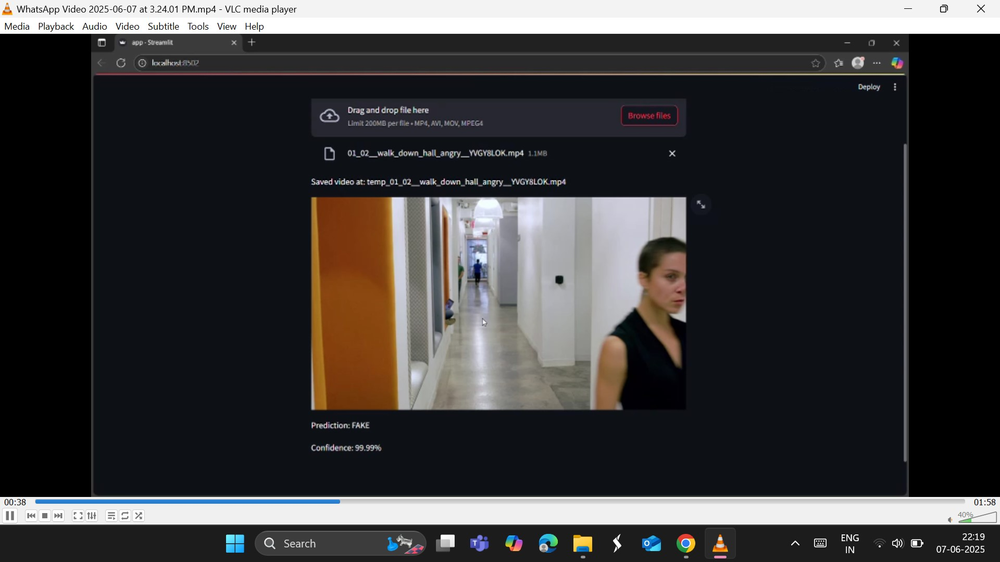 WhatsApp Video 2025-06-07 at 3.24.01 PM.mp4 - VLC media player
Media Playback Audio Video Subtitle Tools View Help
app - Streamlit
localhost:8502
Deploy
Drag and drop file here
Limit 200MB per file • MP4, AVI, MOV, MPEG4
Browse files
01_02__walk_down_hall_angry__YVGY8LOK.mp4 1.1MB
Saved video at: temp_01_02__walk_down_hall_angry__YVGY8LOK.mp4
Prediction: FAKE
Confidence: 99.99%
00:38
01:58
40%
Search
ENG
IN
22:19
07-06-2025